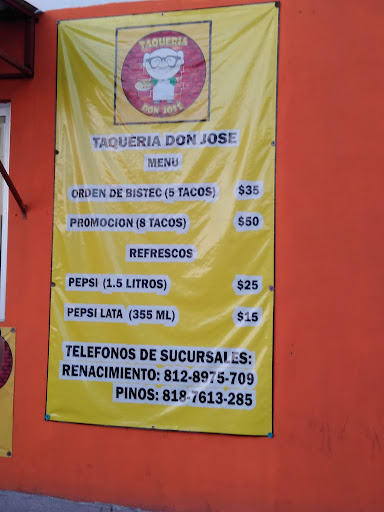 TAQUERIA
DON JOSE
TAQUERIA DON JOSE
MENU
ORDEN DE BISTEC (5 TACOS) $35
PROMOCION (8 TACOS) $50
REFRESCOS
PEPSI (1.5 LITROS) $25
PEPSI LATA (355 ML) $15
TELEFONOS DE SUCURSALES:
RENACIMIENTO: 812-8975-709
PINOS: 818-7613-285